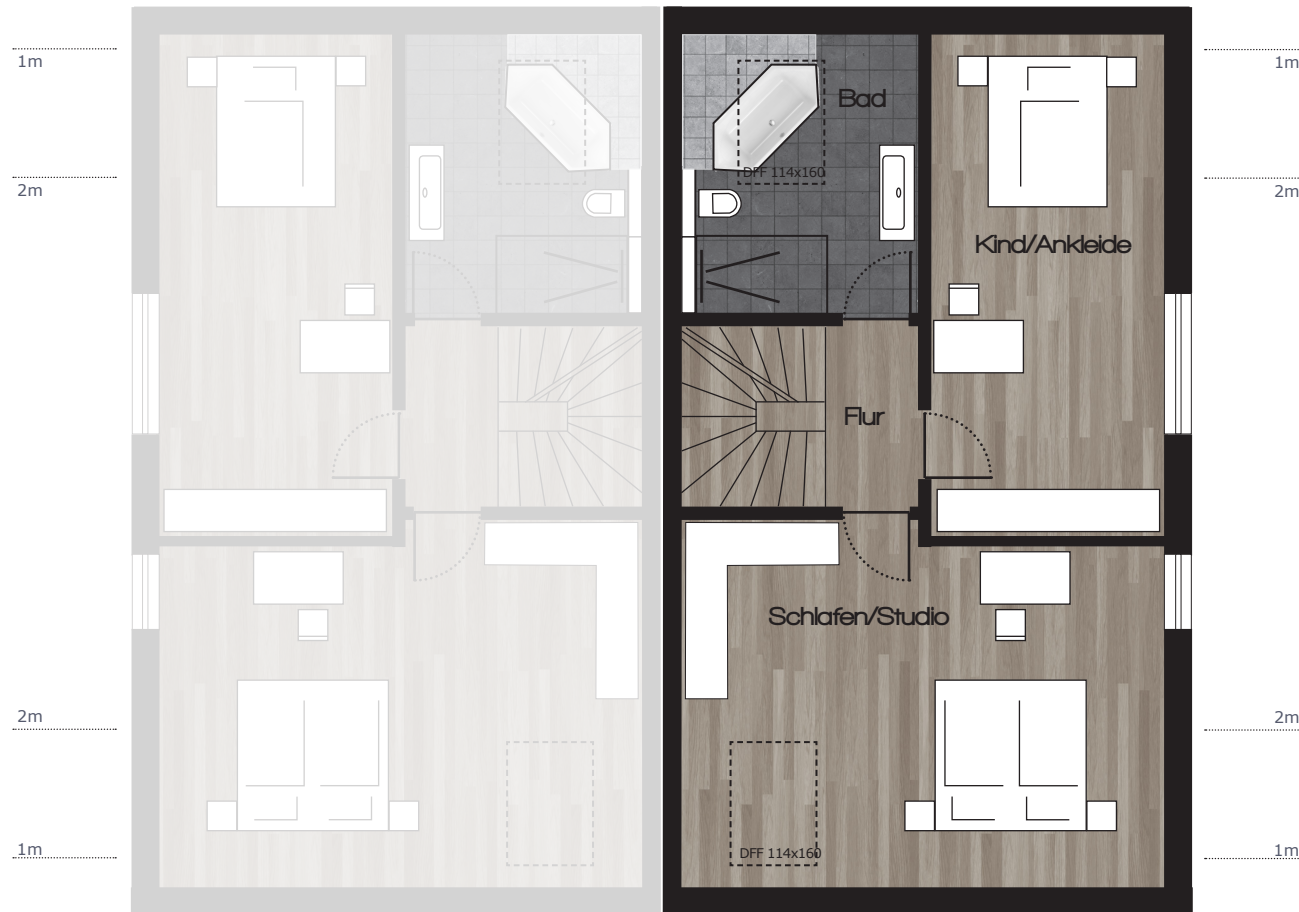 1m
1m
Bad
DFF 114x160
2m
2m
Kind/Ankleide
Flur
Schlafen/Studio
2m
2m
DFF 114x160
1m
1m